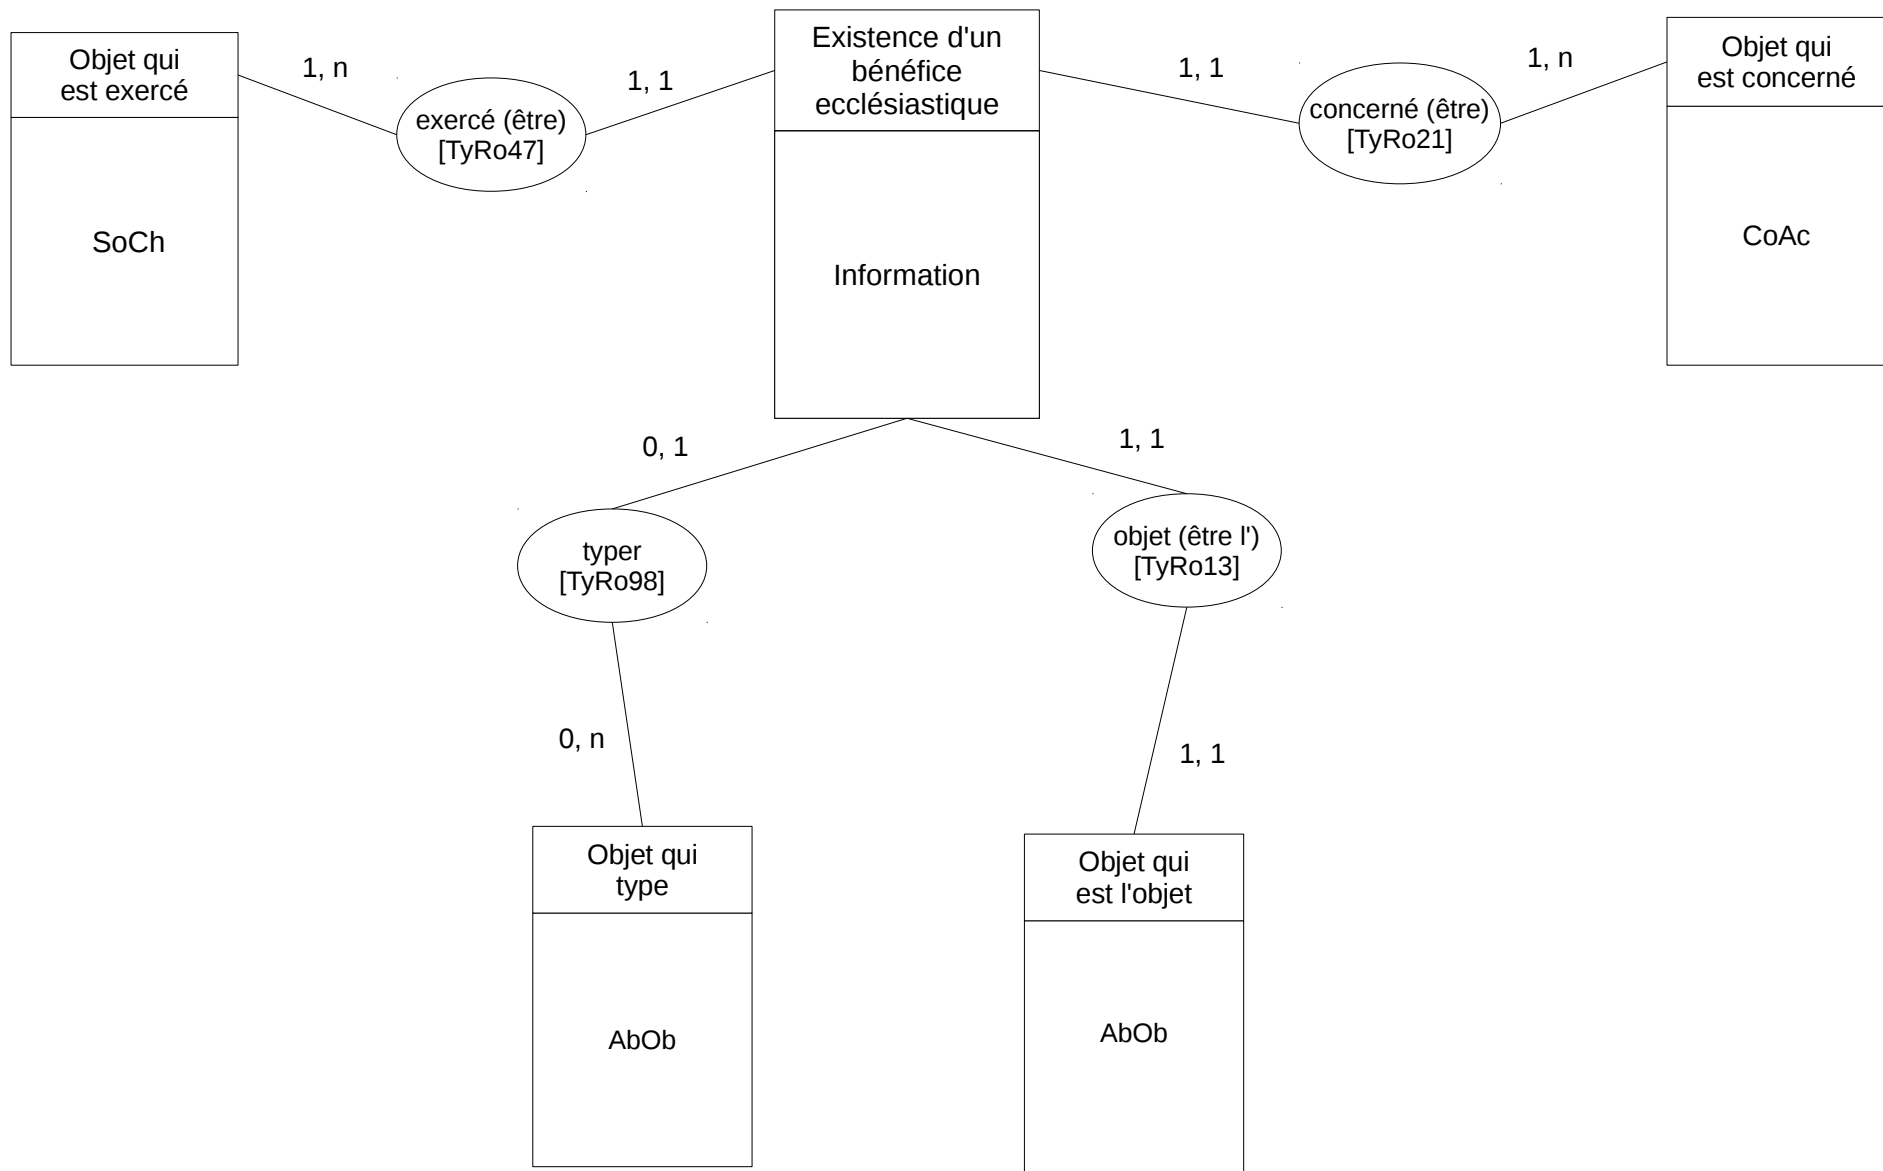 Objet qui
est exercé
SoCh
1, n
exercé (être)
[TyRo47]
1, 1
Existence d'un
bénéfice
ecclésiastique
Information
1, 1
concerné (être)
[TyRo21]
1, n
Objet qui
est concerné
CoAc
0, 1
typer
[TyRo98]
0, n
Objet qui
type
AbOb
1, 1
objet (être l')
[TyRo13]
1, 1
Objet qui
est l'objet
AbOb